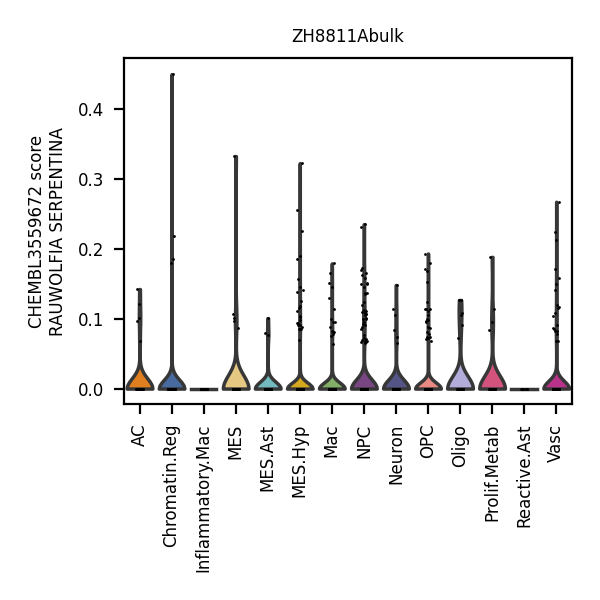 ZH8811Abulk
CHEMBL3559672 score
RAUWOLFIA SERPENTINA
0.4
0.3
0.2
0.1
0.0
AC
Chromatin.Reg
Inflammatory.Mac
MES
MES.Ast
MES.Hyp
Mac
NPC
Neuron
OPC
Oligo
Prolif.Metab
Reactive.Ast
Vasc